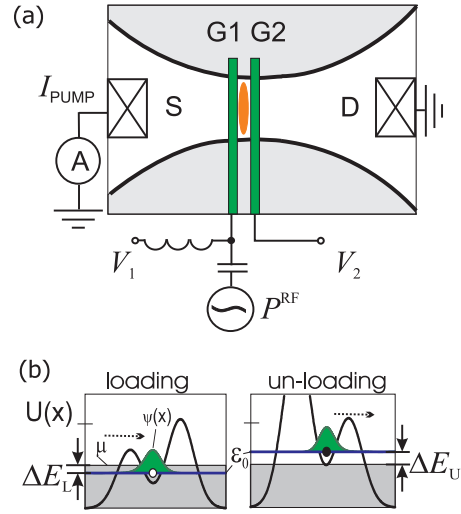 (a)
G1 G2
I_PUMP
S
D
A
V_1
V_2
P^RF
(b)
loading
un-loading
U(x)
ψ(x)
μ
ε_0
ΔE_L
ΔE_U